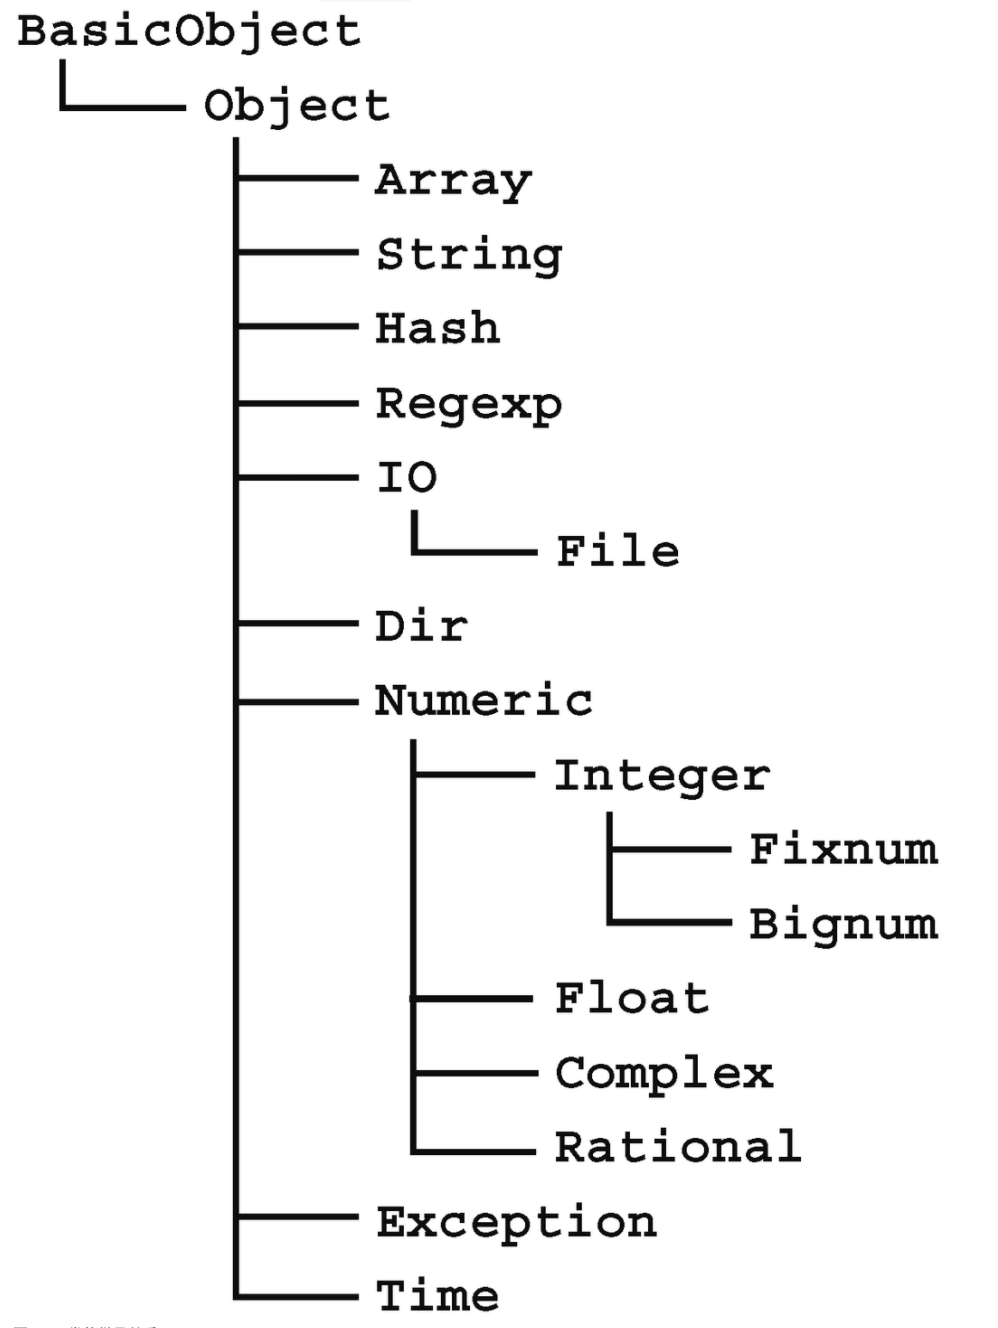 BasicObject
Object
Array
String
Hash
Regexp
IO
File
Dir
Numeric
Integer
Fixnum
Bignum
Float
Complex
Rational
Exception
Time